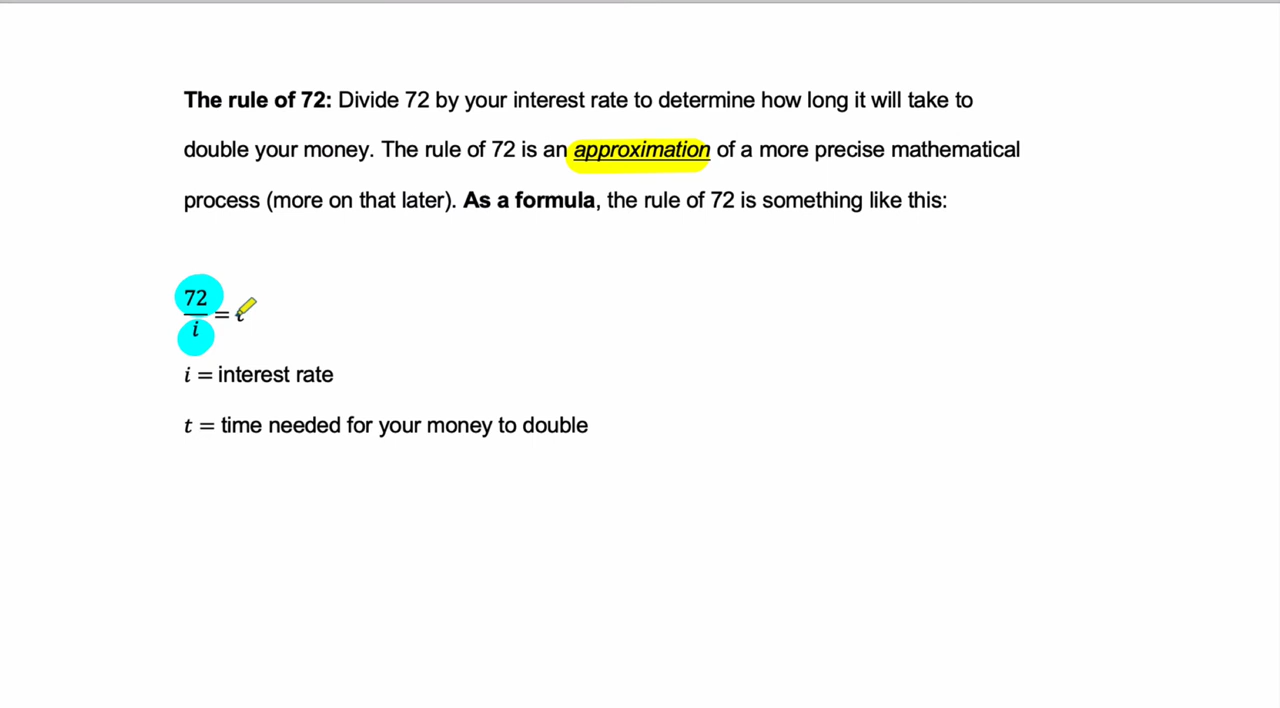 The rule of 72: Divide 72 by your interest rate to determine how long it will take to
double your money. The rule of 72 is an approximation of a more precise mathematical
process (more on that later). As a formula, the rule of 72 is something like this:
72
i
= t
i = interest rate
t = time needed for your money to double